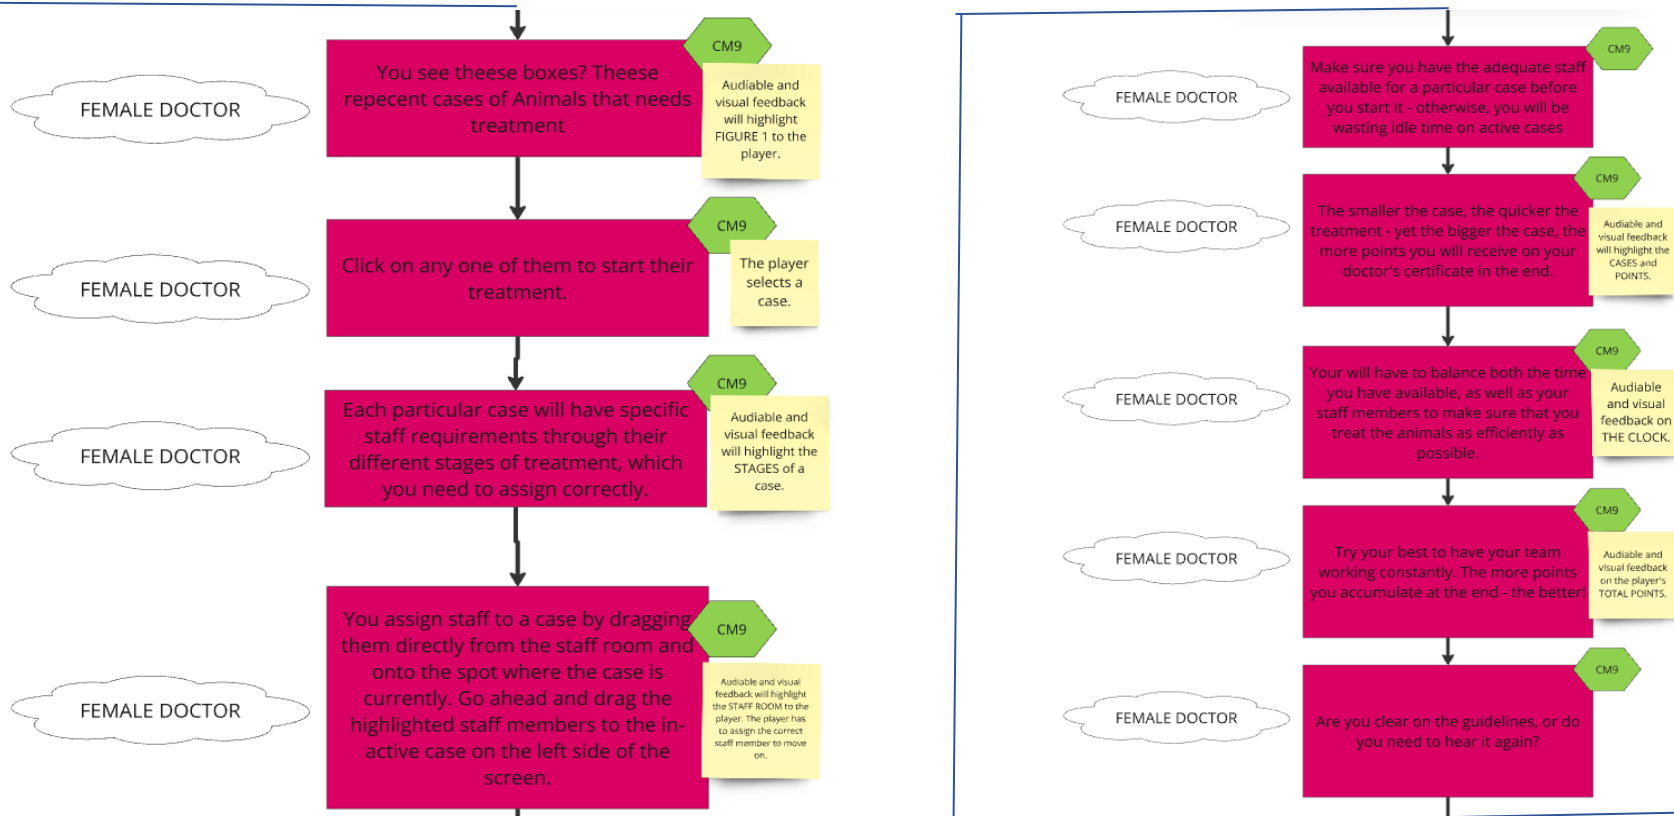 FEMALE DOCTOR
You see theese boxes? Theese
repecent cases of Animals that needs
treatment
CM9
Audiable and
visual feedback
will highlight
FIGURE 1 to the
player.
FEMALE DOCTOR
Click on any one of them to start their
treatment.
CM9
The player
selects a
case.
FEMALE DOCTOR
Each particular case will have specific
staff requirements through their
different stages of treatment, which
you need to assign correctly.
CM9
Audiable and
visual feedback
will highlight the
STAGES of a
case.
FEMALE DOCTOR
You assign staff to a case by dragging
them directly from the staff room and
onto the spot where the case is
currently. Go ahead and drag the
highlighted staff members to the in-
active case on the left side of the
screen.
CM9
Audiable and visual
feedback will highlight
the STAFF ROOM to the
player. The player has
to assign the correct
staff member to move
on.
FEMALE DOCTOR
Make sure you have the adequate staff
available for a particular case before
you start it - otherwise, you will be
wasting idle time on active cases
CM9
FEMALE DOCTOR
The smaller the case, the quicker the
treatment - yet the bigger the case, the
more points you will receive on your
doctor's certificate in the end.
CM9
Audiable and
visual feedback
will highlight the
CASES and
POINTS.
FEMALE DOCTOR
Your will have to balance both the time
you have available, as well as your
staff members to make sure that you
treat the animals as efficiently as
possible.
CM9
Audiable
and visual
feedback on
THE CLOCK.
FEMALE DOCTOR
Try your best to have your team
working constantly. The more points
you accumulate at the end - the better!
CM9
Audiable and
visual feedback
on the player's
TOTAL POINTS.
FEMALE DOCTOR
Are you clear on the guidelines, or do
you need to hear it again?
CM9